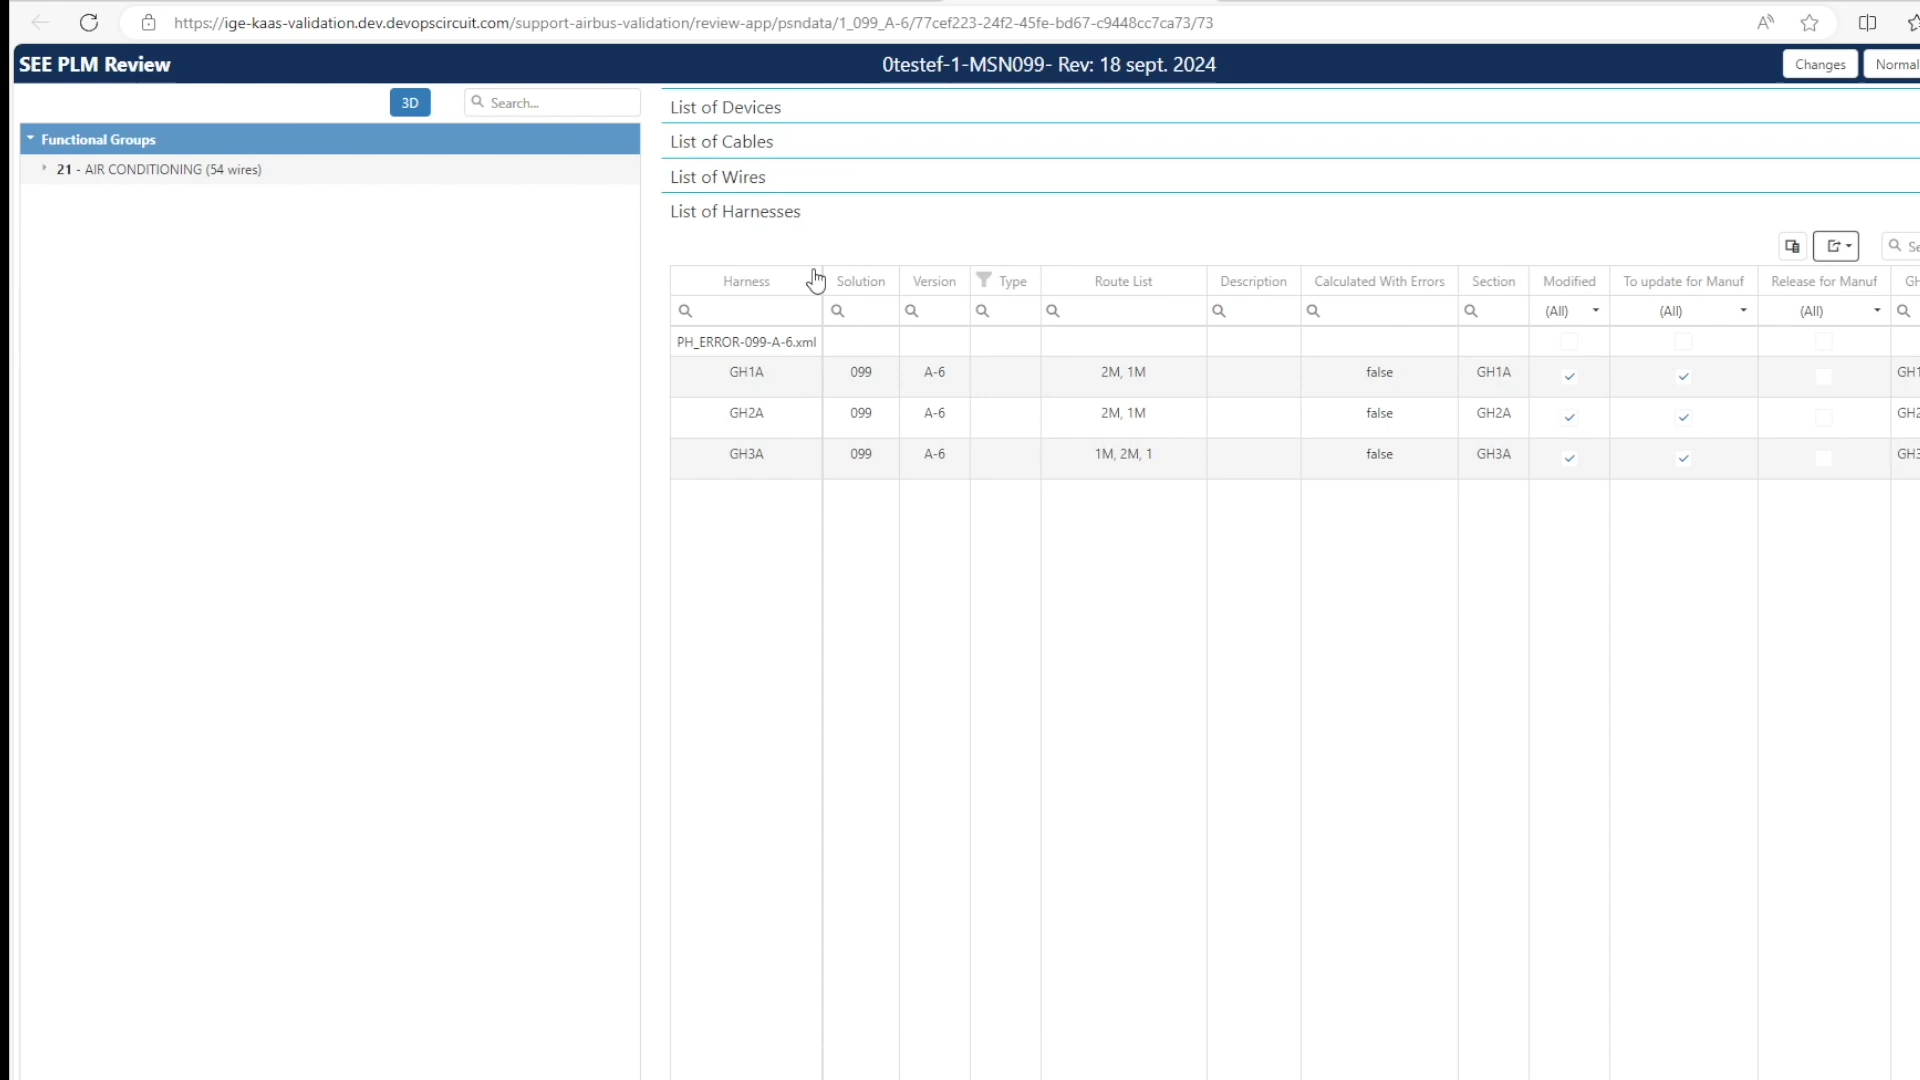 https://ige-kaas-validation.dev.devopscircuit.com/support-airbus-validation/review-app/psndata/1_099_A-6/77cef223-24f2-45fe-bd67-c9448cc7ca73/73
SEE PLM Review
0testef-1-MSN099- Rev: 18 sept. 2024
Changes
Normal
3D
Search...
Functional Groups
21 - AIR CONDITIONING (54 wires)
List of Devices
List of Cables
List of Wires
List of Harnesses
Se
Harness Solution Version Type Route List Description Calculated With Errors Section Modified To update for Manuf Release for Manuf GH
(All) (All) (All)
PH_ERROR-099-A-6.xml
GH1A 099 A-6 2M, 1M false GH1A GH1
GH2A 099 A-6 2M, 1M false GH2A GH2
GH3A 099 A-6 1M, 2M, 1 false GH3A GH3